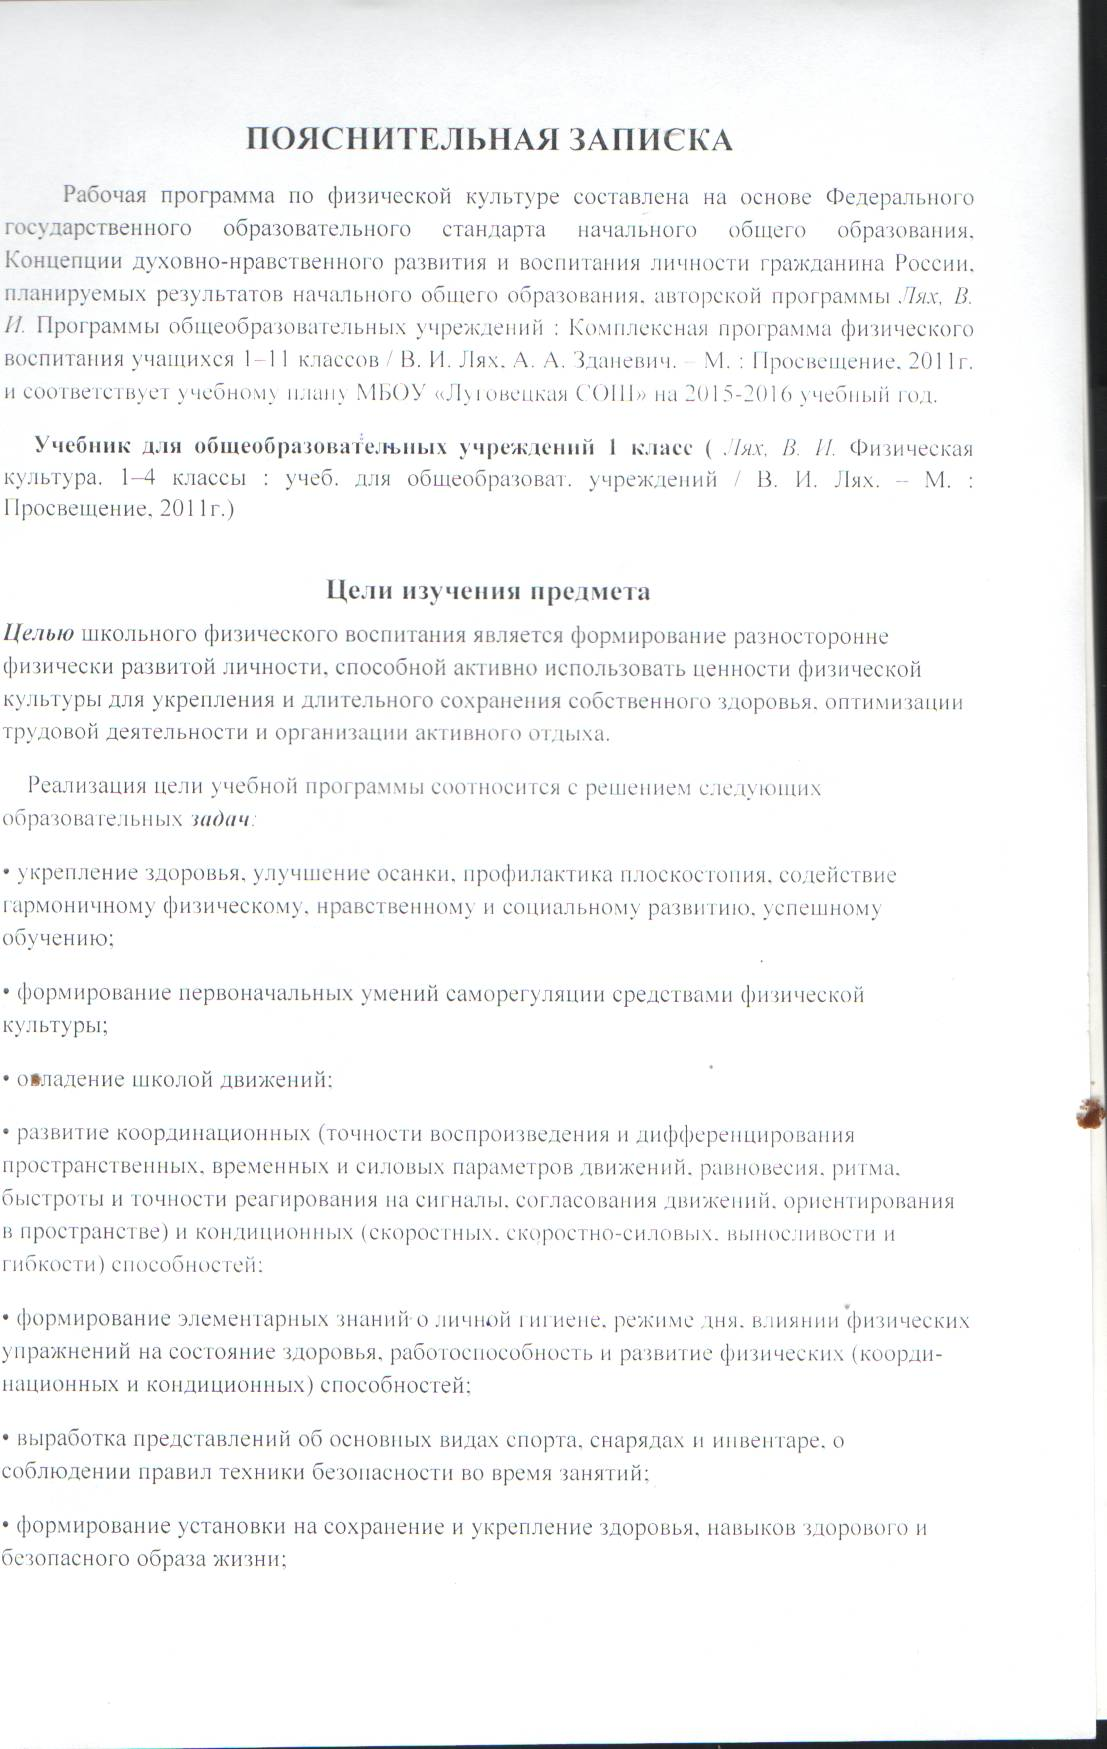 ПОЯСНИТЕЛЬНАЯ ЗАПИСКА
Рабочая программа по физической культуре составлена на основе Федерального
государственного образовательного стандарта начального общего образования,
Концепции духовно-нравственного развития и воспитания личности гражданина России,
планируемых результатов начального общего образования, авторской программы Лях, В.
И. Программы общеобразовательных учреждений : Комплексная программа физического
воспитания учащихся 1–11 классов / В. И. Лях, А. А. Зданевич. – М. : Просвещение, 2011г.
и соответствует учебному плану МБОУ «Луговецкая СОШ» на 2015-2016 учебный год.
Учебник для общеобразовательных учреждений 1 класс ( Лях, В. И. Физическая
культура. 1–4 классы : учеб. для общеобразоват. учреждений / В. И. Лях. – М. :
Просвещение, 2011г.)
Цели изучения предмета
Целью школьного физического воспитания является формирование разносторонне
физически развитой личности, способной активно использовать ценности физической
культуры для укрепления и длительного сохранения собственного здоровья, оптимизации
трудовой деятельности и организации активного отдыха.
Реализация цели учебной программы соотносится с решением следующих
образовательных задач:
• укрепление здоровья, улучшение осанки, профилактика плоскостопия, содействие
гармоничному физическому, нравственному и социальному развитию, успешному
обучению;
• формирование первоначальных умений саморегуляции средствами физической
культуры;
• овладение школой движений;
• развитие координационных (точности воспроизведения и дифференцирования
пространственных, временных и силовых параметров движений, равновесия, ритма,
быстроты и точности реагирования на сигналы, согласования движений, ориентирования
в пространстве) и кондиционных (скоростных, скоростно-силовых, выносливости и
гибкости) способностей;
• формирование элементарных знаний о личной гигиене, режиме дня, влиянии физических
упражнений на состояние здоровья, работоспособность и развитие физических (коорди-
национных и кондиционных) способностей;
• выработка представлений об основных видах спорта, снарядах и инвентаре, о
соблюдении правил техники безопасности во время занятий;
• формирование установки на сохранение и укрепление здоровья, навыков здорового и
безопасного образа жизни;